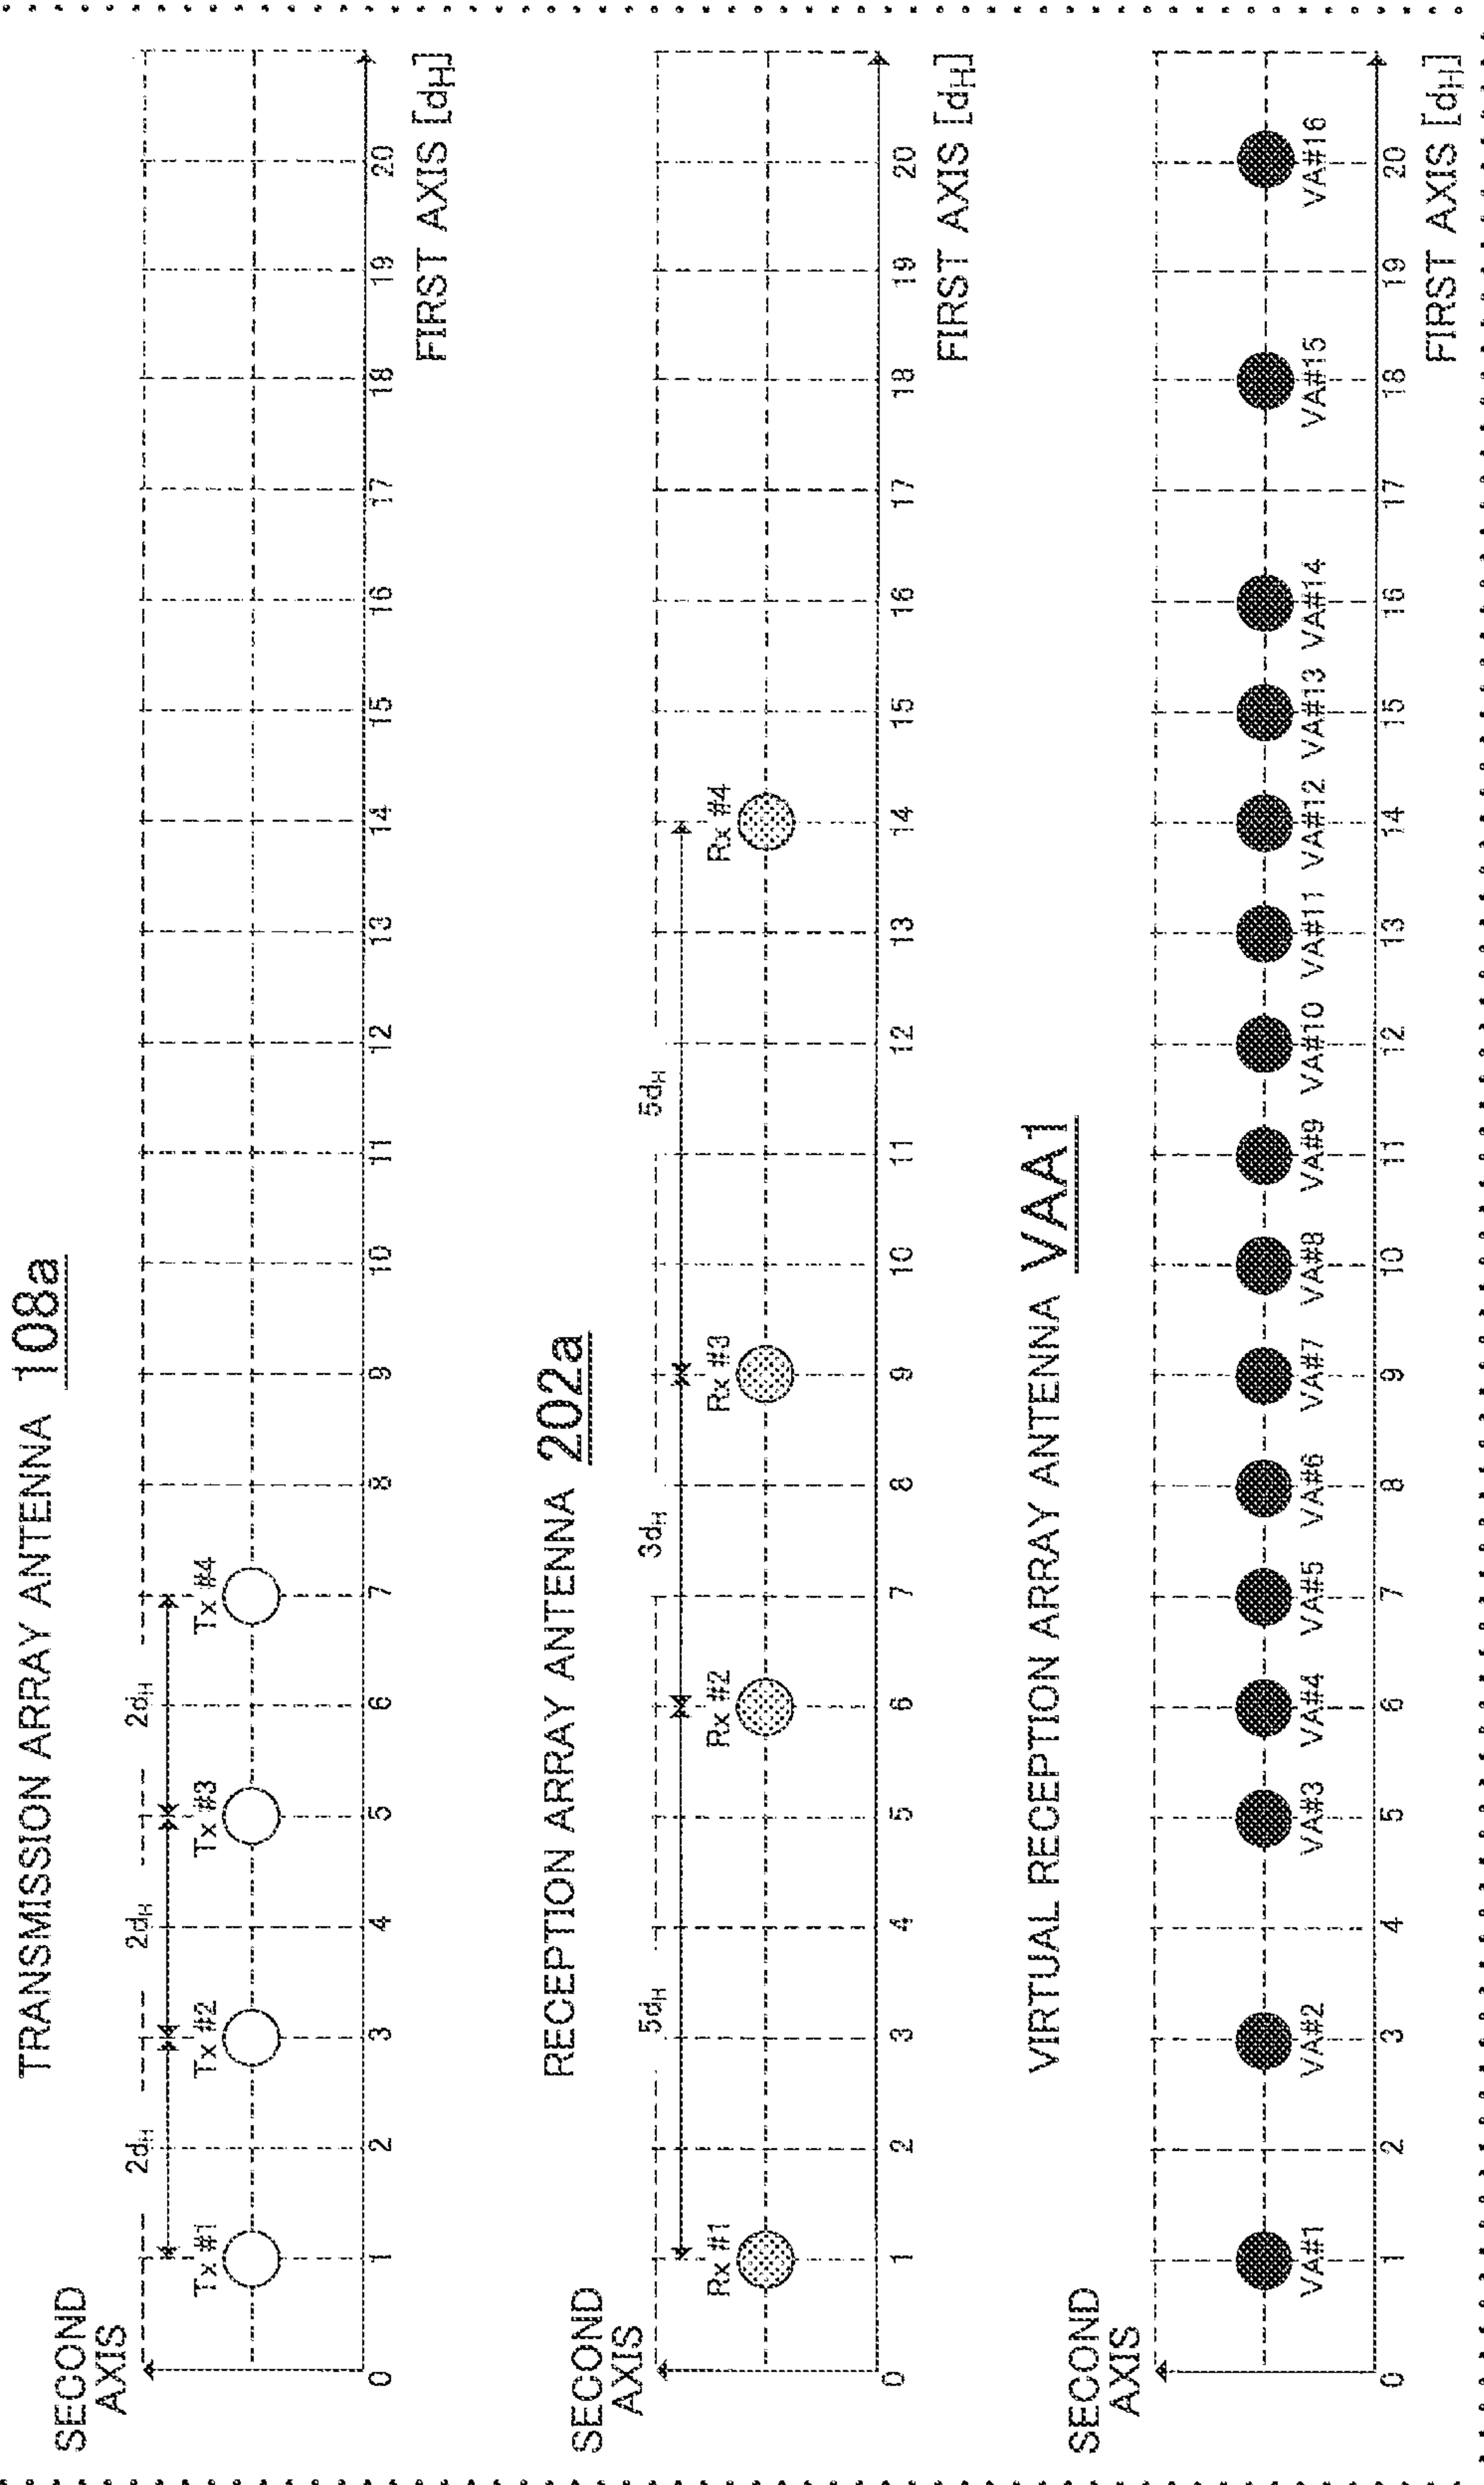 TRANSMISSION ARRAY ANTENNA 108a
SECOND
AXIS
2dH 2dH 2dH
Tx #1 Tx #2 Tx #3 Tx #4
0 1 2 3 4 5 6 7 8 9 10 11 12 13 14 15 16 17 18 19 20
FIRST AXIS [dH]
RECEPTION ARRAY ANTENNA 202a
SECOND
AXIS
5dH 3dH 5dH
Rx #1 Rx #2 Rx #3 Rx #4
0 1 2 3 4 5 6 7 8 9 10 11 12 13 14 15 16 17 18 19 20
FIRST AXIS [dH]
VIRTUAL RECEPTION ARRAY ANTENNA VAA1
SECOND
AXIS
VA#1 VA#2 VA#3 VA#4 VA#5 VA#6 VA#7 VA#8 VA#9 VA#10 VA#11 VA#12 VA#13 VA#14 VA#15 VA#16
0 1 2 3 4 5 6 7 8 9 10 11 12 13 14 15 16 17 18 19 20
FIRST AXIS [dH]